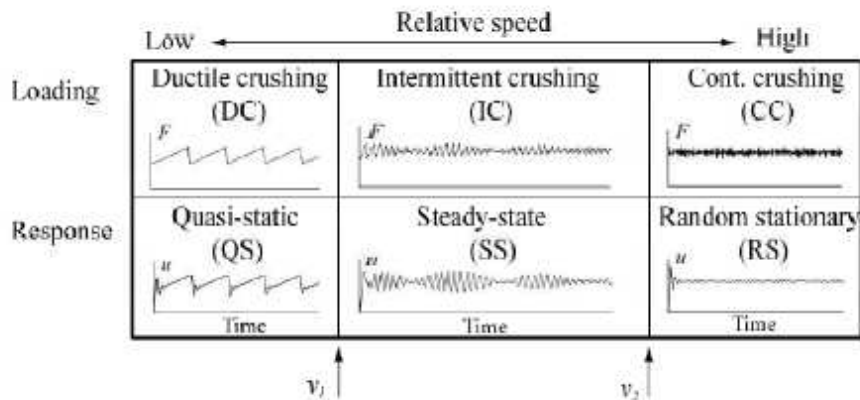 Relative speed
Low High
Loading
Ductile crushing
(DC)
F
Intermittent crushing
(IC)
F
Cont. crushing
(CC)
F
Response
Quasi-static
(QS)
u
Time
Steady-state
(SS)
u
Time
Random stationary
(RS)
u
Time
v1
v2